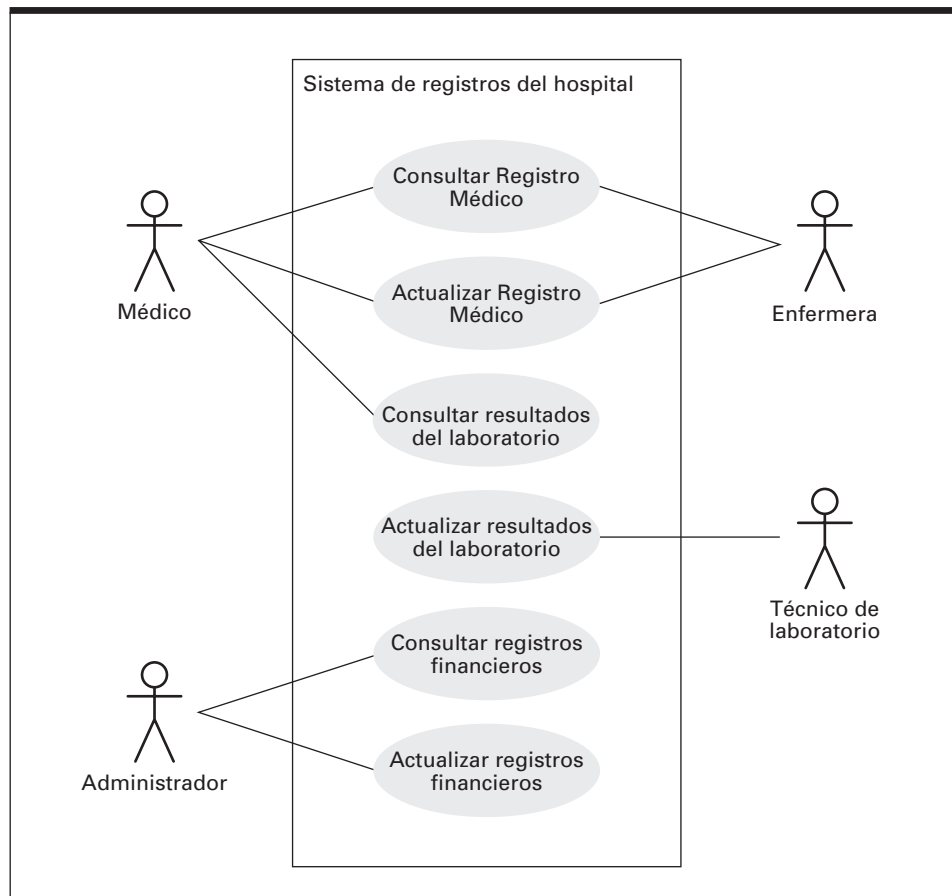 Sistema de registros del hospital
Consultar Registro
Médico
Médico
Actualizar Registro
Médico
Enfermera
Consultar resultados
del laboratorio
Actualizar resultados
del laboratorio
Técnico de
laboratorio
Consultar registros
financieros
Administrador
Actualizar registros
financieros